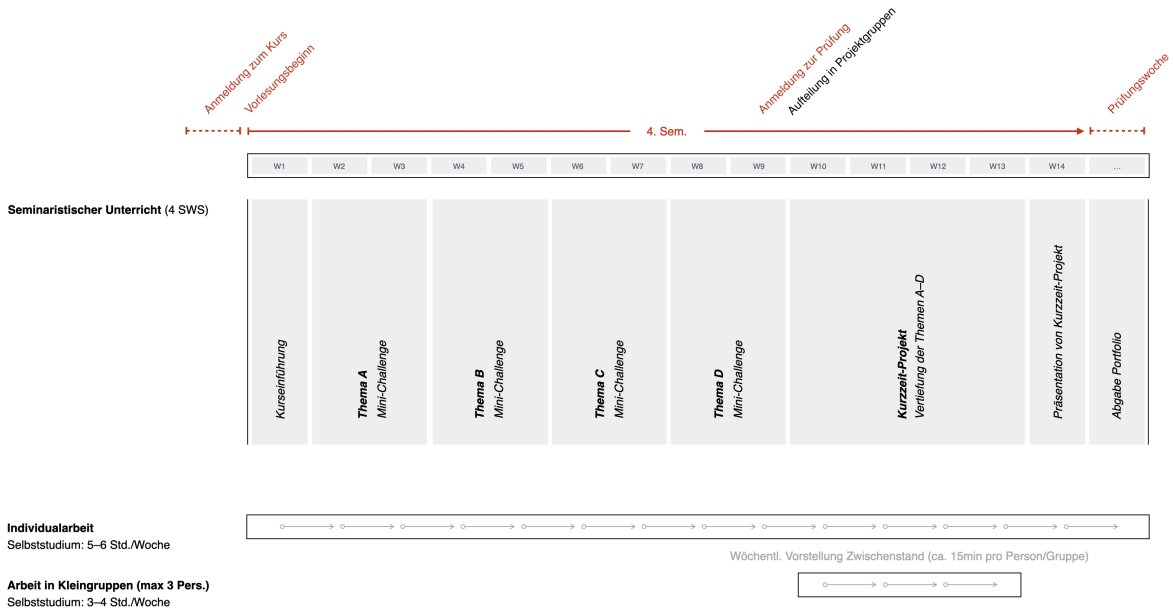 Anmeldung zum Kurs
Vorlesungsbeginn
Anmeldung zur Prüfung
Aufteilung in Projektgruppen
Prüfungswoche
4. Sem.
W1 W2 W3 W4 W5 W6 W7 W8 W9 W10 W11 W12 W13 W14 ...
Seminaristischer Unterricht (4 SWS)
Kurseinführung
Thema A
Mini-Challenge
Thema B
Mini-Challenge
Thema C
Mini-Challenge
Thema D
Mini-Challenge
Kurzzeit-Projekt
Vertiefung der Themen A–D
Präsentation von Kurzzeit-Projekt
Abgabe Portfolio
Individualarbeit
Selbststudium: 5–6 Std./Woche
Wöchentl. Vorstellung Zwischenstand (ca. 15min pro Person/Gruppe)
Arbeit in Kleingruppen (max 3 Pers.)
Selbststudium: 3–4 Std./Woche